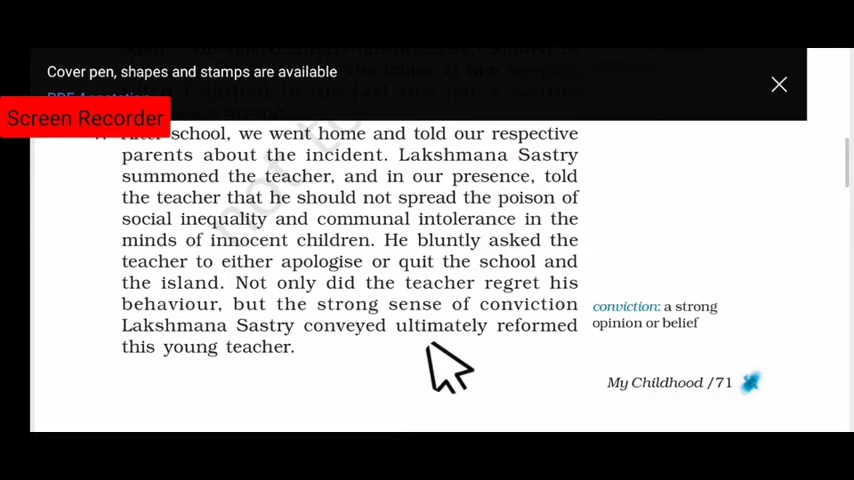 Cover pen, shapes and stamps are available
Screen Recorder
After school, we went home and told our respective
parents about the incident. Lakshmana Sastry
summoned the teacher, and in our presence, told
the teacher that he should not spread the poison of
social inequality and communal intolerance in the
minds of innocent children. He bluntly asked the
teacher to either apologise or quit the school and
the island. Not only did the teacher regret his
behaviour, but the strong sense of conviction
Lakshmana Sastry conveyed ultimately reformed
this young teacher.
conviction: a strong
opinion or belief
My Childhood /71